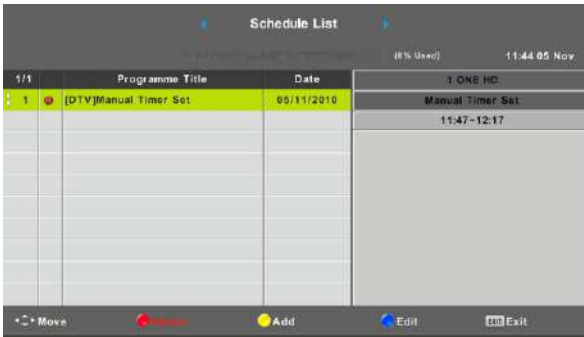 Schedule List
(6% Used) 11:44 05 Nov
1/1 Programme Title Date 1 ONE HD
1 [DTV]Manual Timer Set 05/11/2010 Manual Timer Set
11:47~12:17
Move Add Edit EXIT Exit